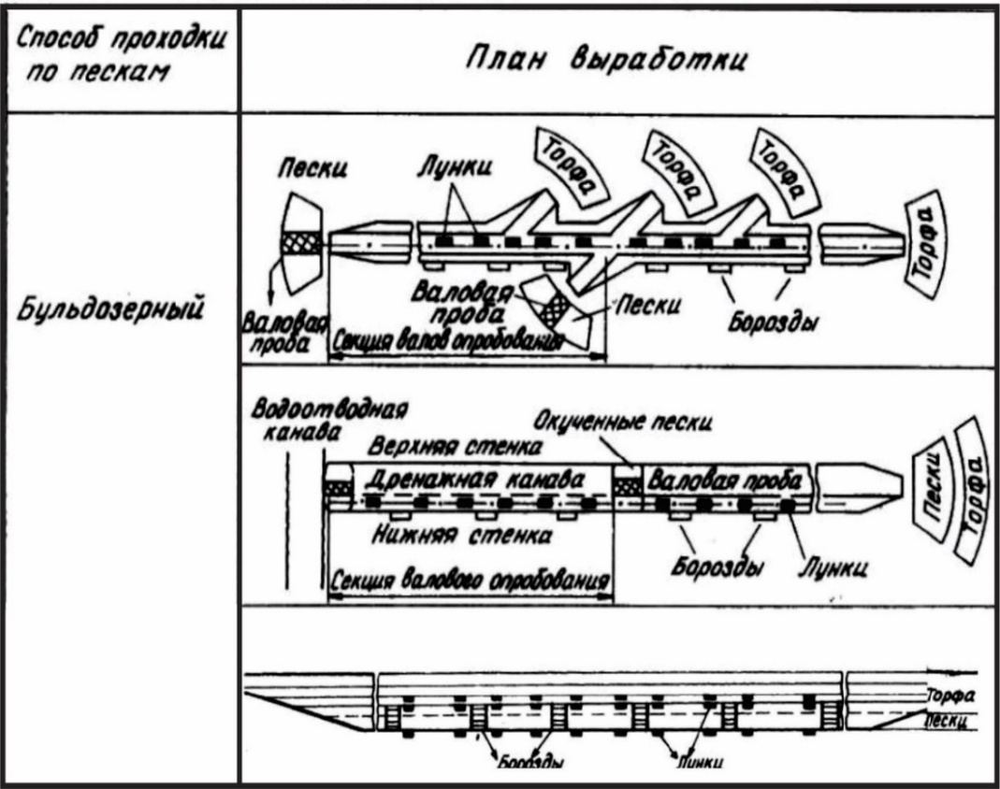 Способ проходки
по пескам
План выработки
Бульдозерный
Пески
Лунки
Торфа
Торфа
Торфа
Торфа
Валовая
проба
Валовая
проба
Пески
Борозды
Секция валов опробования
Водоотводная
канава
Верхняя стенка
Окученные пески
Дренажная канава
Валовая проба
Пески
Торфа
Нижняя стенка
Борозды
Лунки
Секция валового опробования
Торфа
Пески
Борозды
Лунки